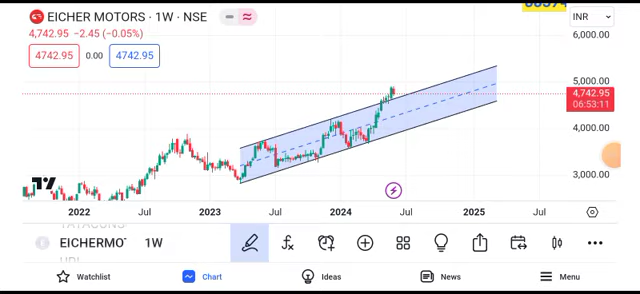 EICHER MOTORS · 1W · NSE
INR
4,742.95 −2.45 (−0.05%)
6,000.00
4742.95 0.00 4742.95
5,000.00
4,742.95
06:53:11
4,000.00
3,000.00
2022 Jul 2023 Jul 2024 Jul 2025 Jul
EICHERMO 1W
Watchlist Chart Ideas News Menu